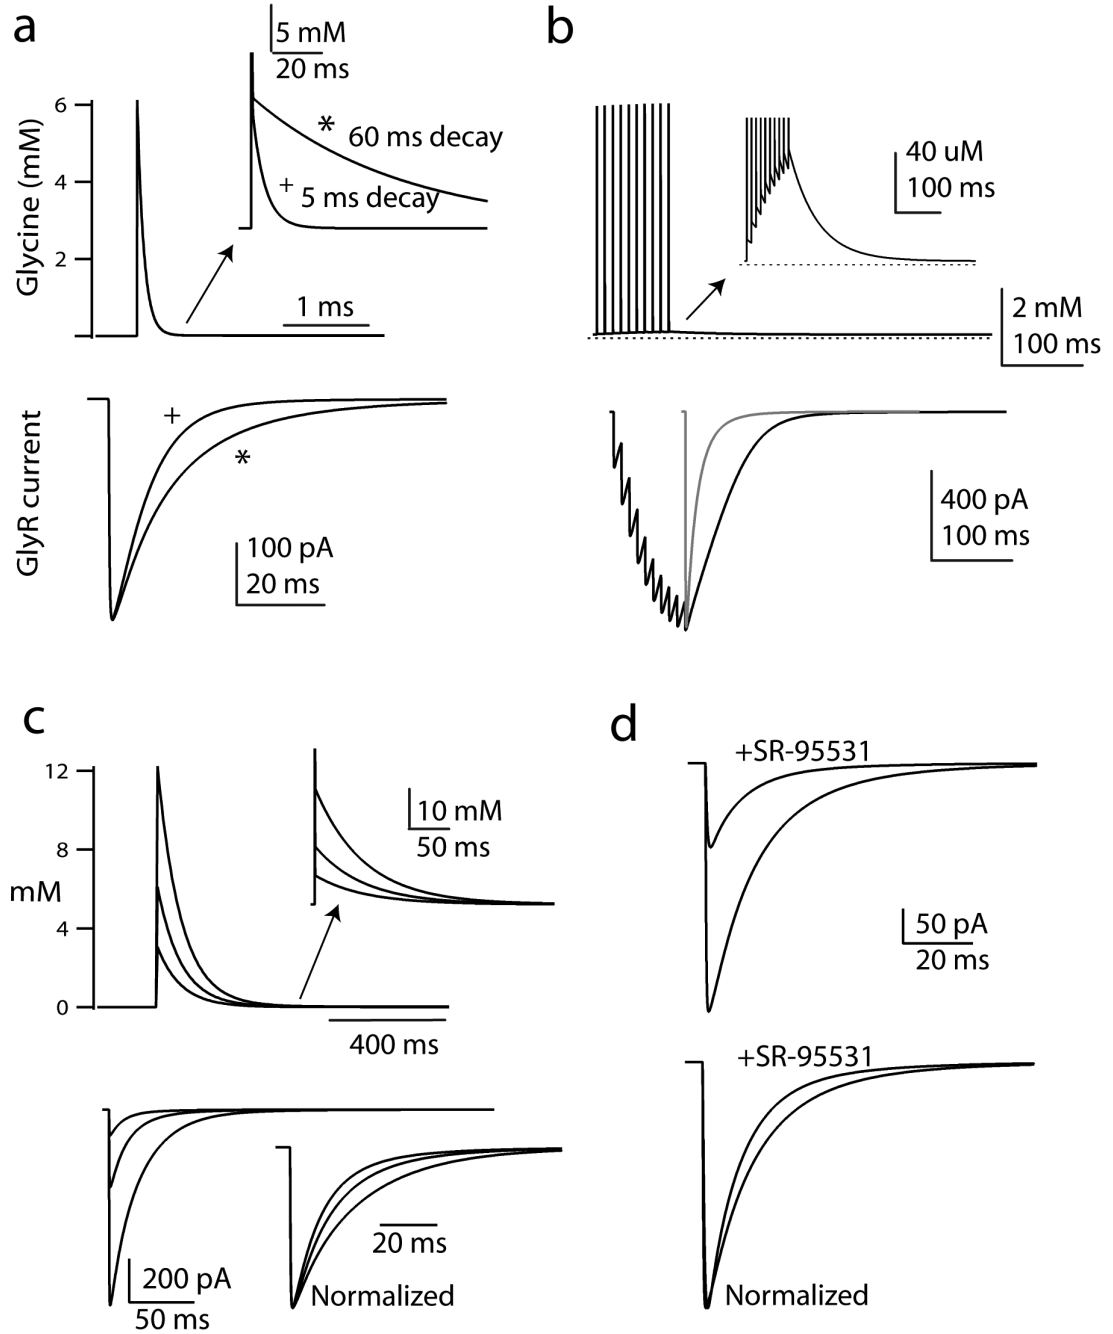 a
5 mM
20 ms
Glycine (mM)
6
4
2
* 60 ms decay
+ 5 ms decay
1 ms
GlyR current
+
*
100 pA
20 ms
b
40 uM
100 ms
2 mM
100 ms
400 pA
100 ms
c
12
8
mM
4
0
10 mM
50 ms
400 ms
200 pA
50 ms
20 ms
Normalized
d
+SR-95531
50 pA
20 ms
+SR-95531
Normalized